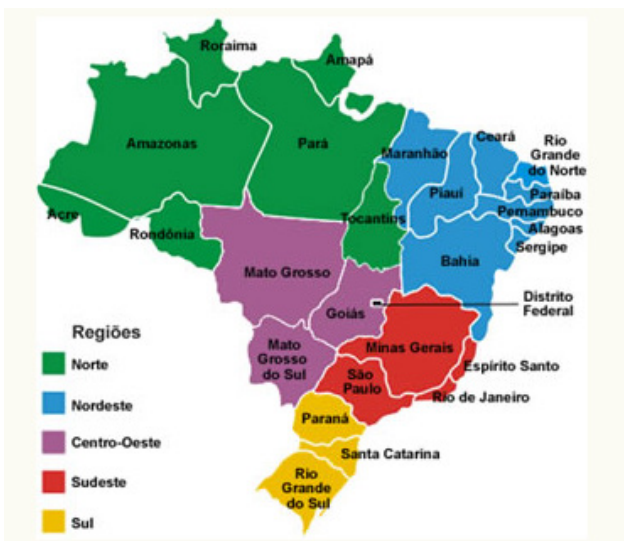 Roraima
Amapá
Amazonas
Pará
Maranhão
Ceará
Rio
Grande
do Norte
Piauí
Paraíba
Pernambuco
Acre
Tocantins
Alagoas
Rondônia
Sergipe
Bahia
Mato Grosso
Distrito
Federal
Goiás
Mato
Grosso
do Sul
Minas Gerais
Espírito Santo
São
Paulo
Rio de Janeiro
Paraná
Santa Catarina
Rio
Grande
do Sul
Regiões
Norte
Nordeste
Centro-Oeste
Sudeste
Sul